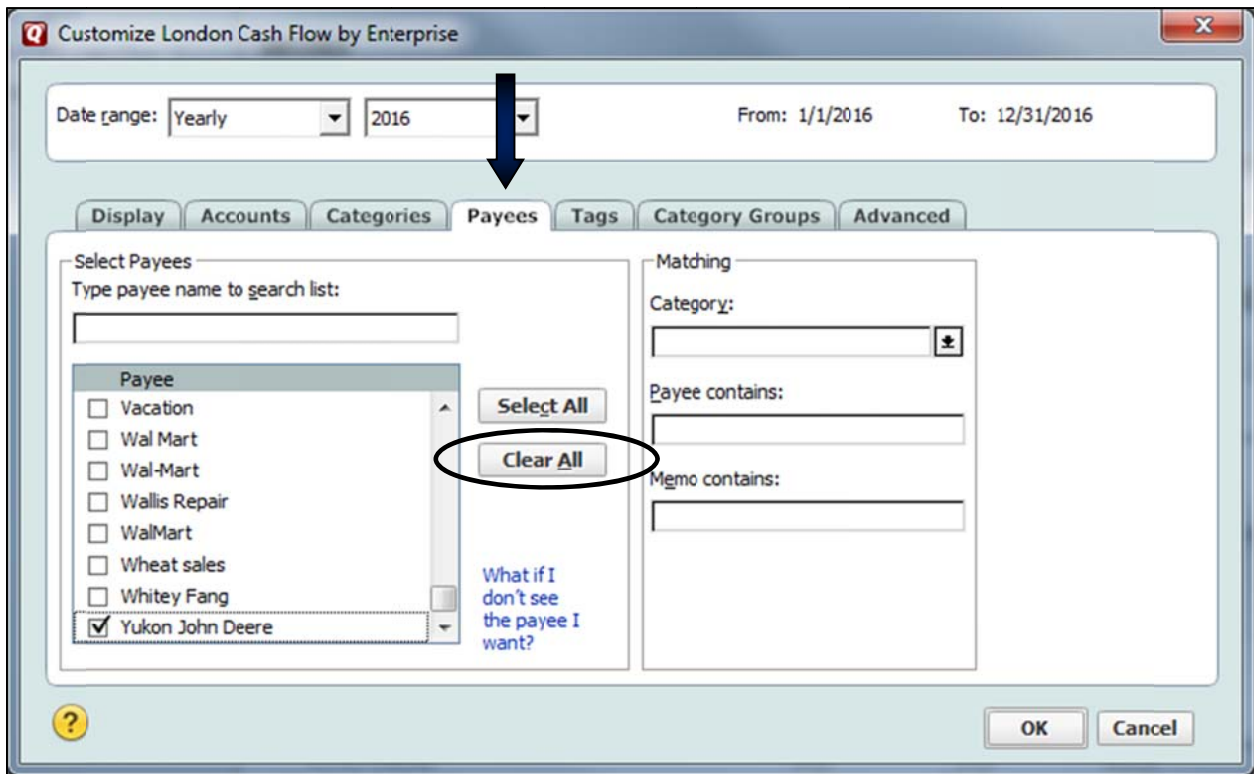 Customize London Cash Flow by Enterprise
Date range: Yearly 2016 From: 1/1/2016 To: 12/31/2016
Display Accounts Categories Payees Tags Category Groups Advanced
Select Payees
Type payee name to search list:
Payee
Vacation
Wal Mart
Wal-Mart
Wallis Repair
WalMart
Wheat sales
Whitey Fang
Yukon John Deere
Select All
Clear All
What if I
don't see
the payee I
want?
Matching
Category:
Payee contains:
Memo contains:
?
OK Cancel